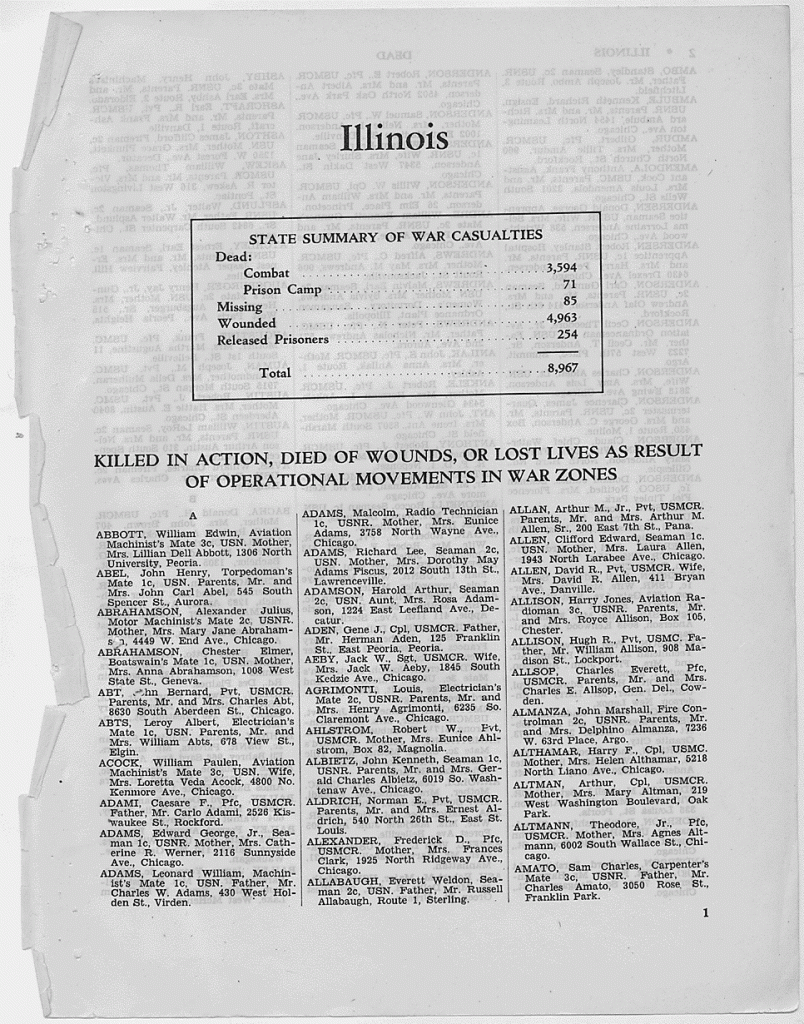 Illinois
STATE SUMMARY OF WAR CASUALTIES
Dead:
Combat 3,594
Prison Camp 71
Missing 85
Wounded 4,963
Released Prisoners 254
Total 8,967
KILLED IN ACTION, DIED OF WOUNDS, OR LOST LIVES AS RESULT
OF OPERATIONAL MOVEMENTS IN WAR ZONES
A
ABBOTT, William Edwin, Aviation
Machinist's Mate 3c, USN. Mother,
Mrs. Lillian Dell Abbott, 1306 North
University, Peoria.
ABEL, John Henry, Torpedoman's
Mate 1c, USN. Parents, Mr. and
Mrs. John Carl Abel, 545 South
Spencer St., Aurora.
ABRAHAMSON, Alexander Julius,
Motor Machinist's Mate 2c, USNR.
Mother, Mrs. Mary Jane Abraham-
4449 W. End Ave., Chicago.
ABRAHAMSON, Chester Elmer,
Boatswain's Mate 1c, USN. Mother,
Mrs. Anna Abrahamson, 1008 West
State St., Geneva.
ABT, Bernard, Pvt, USMCR.
Parents, Mr. and Mrs. Charles Abt,
8630 South Aberdeen St., Chicago.
ABTS, Leroy Albert, Electrician's
Mate 1c, USN. Parents, Mr. and
Mrs. William Abts, 678 View St.,
Elgin.
ACOCK, William Paulen, Aviation
Machinist's Mate 3c, USN. Wife,
Mrs. Loretta Veda Acock, 4800 No.
Kenmore Ave., Chicago.
ADAMI, Caesare F., Pfc, USMCR.
Father, Mr. Carlo Adami, 2526 Kis-
waukee St., Rockford.
ADAMS, Edward George, Jr., Sea-
man 1c, USNR. Mother, Mrs. Cath-
erine R. Werner, 2116 Sunnyside
Ave., Chicago.
ADAMS, Leonard William, Machin-
ist's Mate 1c, USN. Father, Mr.
Charles W. Adams, 430 West Hol-
den St., Virden.
ADAMS, Malcolm, Radio Technician
1c, USNR. Mother, Mrs. Eunice
Adams, 3758 North Wayne Ave.,
Chicago.
ADAMS, Richard Lee, Seaman 2c,
USN. Mother, Mrs. Dorothy May
Adams Piscus, 2012 South 13th St.,
Lawrenceville.
ADAMSON, Harold Arthur, Seaman
2c, USN. Aunt, Mrs. Rosa Adam-
son, 1224 East Leefland Ave., De-
catur.
ADEN, Gene J., Cpl, USMCR. Father,
Mr. Herman Aden, 125 Franklin
St., East Peoria, Peoria.
AEBY, Jack W., Sgt, USMCR. Wife,
Mrs. Jack W. Aeby, 1845 South
Kedzie Ave., Chicago.
AGRIMONTI, Louis, Electrician's
Mate 2c, USNR. Parents, Mr. and
Mrs. Henry Agrimonti, 6235 So.
Claremont Ave., Chicago.
AHLSTROM, Robert W., Pvt,
USMCR. Mother, Mrs. Eunice Ahl-
strom, Box 82, Magnolia.
ALBIETZ, John Kenneth, Seaman 1c,
USNR. Parents, Mr. and Mrs. Ger-
ald Charles Albietz, 6019 So. Wash-
tenaw Ave., Chicago.
ALDRICH, Norman E., Pvt, USMCR.
Parents, Mr. and Mrs. Ernest Al-
drich, 540 North 26th St., East St.
Louis.
ALEXANDER, Frederick D., Pfc,
USMCR. Mother, Mrs. Frances
Clark, 1925 North Ridgeway Ave.,
Chicago.
ALLABAUGH, Everett Weldon, Sea-
man 2c, USN. Father, Mr. Russell
Allabaugh, Route 1, Sterling.
ALLAN, Arthur M., Jr., Pvt, USMCR.
Parents, Mr. and Mrs. Arthur M.
Allan, Sr., 200 East 7th St., Pana.
ALLEN, Clifford Edward, Seaman 1c,
USN. Mother, Mrs. Laura Allen,
1943 North Larabee Ave., Chicago.
ALLEN, David R., Pvt, USMCR. Wife,
Mrs. David R. Allen, 411 Bryan
Ave., Danville.
ALLISON, Harry Jones, Aviation Ra-
dioman 3c, USNR. Parents, Mr.
and Mrs. Royce Allison, Box 105,
Chester.
ALLISON, Hugh R., Pvt, USMC. Fa-
ther, Mr. William Allison, 908 Ma-
dison St., Lockport.
ALLSOP, Charles Everett, Pfc,
USMCR. Parents, Mr. and Mrs.
Charles E. Allsop, Gen. Del., Cow-
den.
ALMANZA, John Marshall, Fire Con-
trolman 2c, USNR. Parents, Mr.
and Mrs. Delphino Almanza, 7236
W. 63rd Place, Argo.
ALTHAMAR, Harry F., Cpl, USMC.
Mother, Mrs. Helen Althamar, 5218
North Liano Ave., Chicago.
ALTMAN, Arthur, Cpl, USMCR.
Mother, Mrs. Mary Altman, 219
West Washington Boulevard, Oak
Park.
ALTMANN, Theodore, Jr., Pfc,
USMCR. Mother, Mrs. Agnes Alt-
mann, 6002 South Wallace St., Chi-
cago.
AMATO, Sam Charles, Carpenter's
Mate 3c, USNR. Father, Mr.
Charles Amato, 3050 Rose St.,
Franklin Park.
1